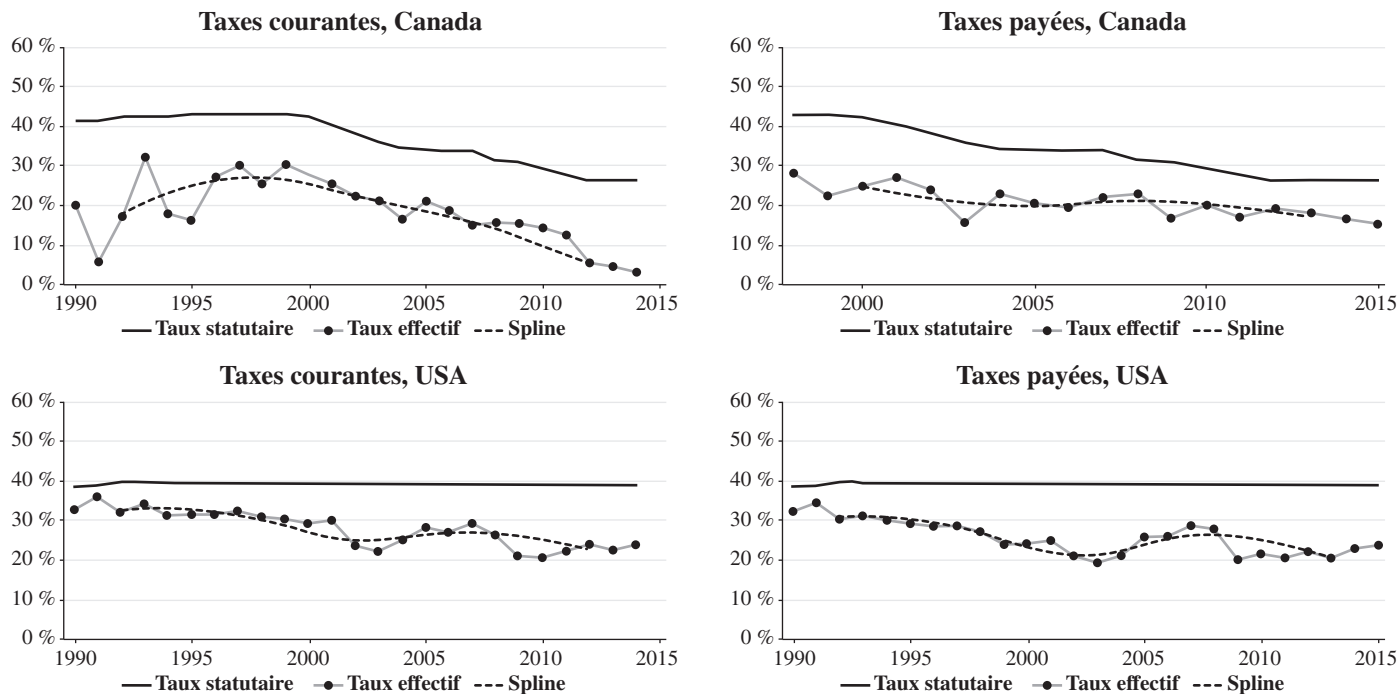 Taxes courantes, Canada
60 %
50 %
40 %
30 %
20 %
10 %
0 %
1990 1995 2000 2005 2010 2015
Taux statutaire Taux effectif Spline
Taxes payées, Canada
60 %
50 %
40 %
30 %
20 %
10 %
0 %
2000 2005 2010 2015
Taux statutaire Taux effectif Spline
Taxes courantes, USA
60 %
50 %
40 %
30 %
20 %
10 %
0 %
1990 1995 2000 2005 2010 2015
Taux statutaire Taux effectif Spline
Taxes payées, USA
60 %
50 %
40 %
30 %
20 %
10 %
0 %
1990 1995 2000 2005 2010 2015
Taux statutaire Taux effectif Spline